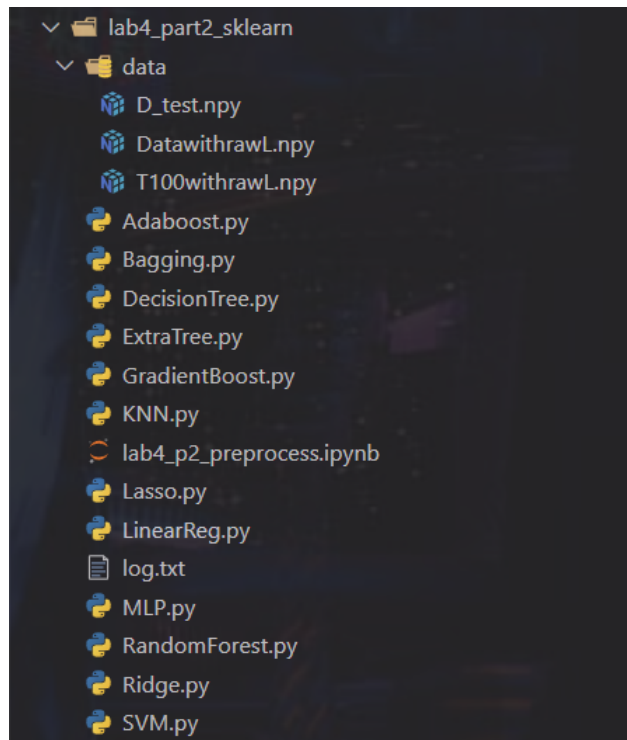 lab4_part2_sklearn
data
D_test.npy
DatawithrawL.npy
T100withrawL.npy
Adaboost.py
Bagging.py
DecisionTree.py
ExtraTree.py
GradientBoost.py
KNN.py
lab4_p2_preprocess.ipynb
Lasso.py
LinearReg.py
log.txt
MLP.py
RandomForest.py
Ridge.py
SVM.py